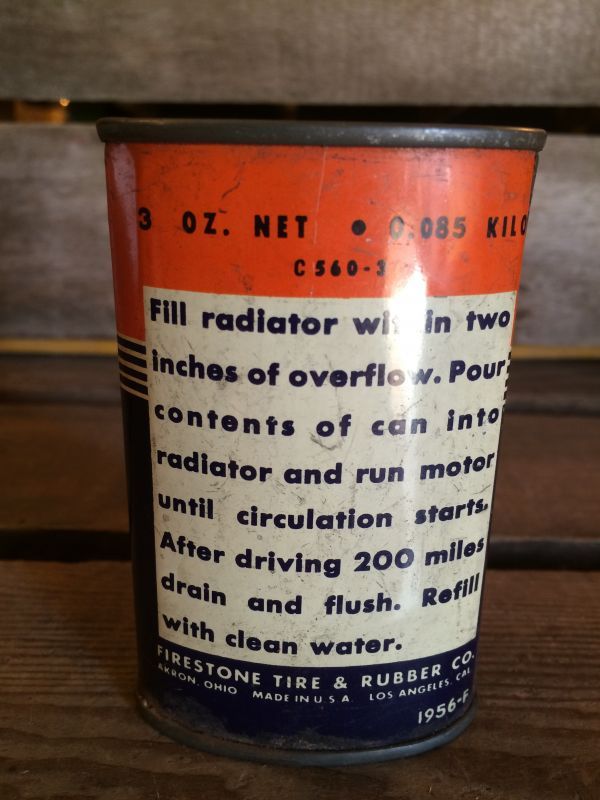 3 OZ. NET • 0.085 KILO
C560-3
Fill radiator within two
inches of overflow. Pour
contents of can into
radiator and run motor
until circulation starts.
After driving 200 miles
drain and flush. Refill
with clean water.
FIRESTONE TIRE & RUBBER CO.
AKRON, OHIO MADE IN U.S.A. LOS ANGELES, CAL.
1956-F